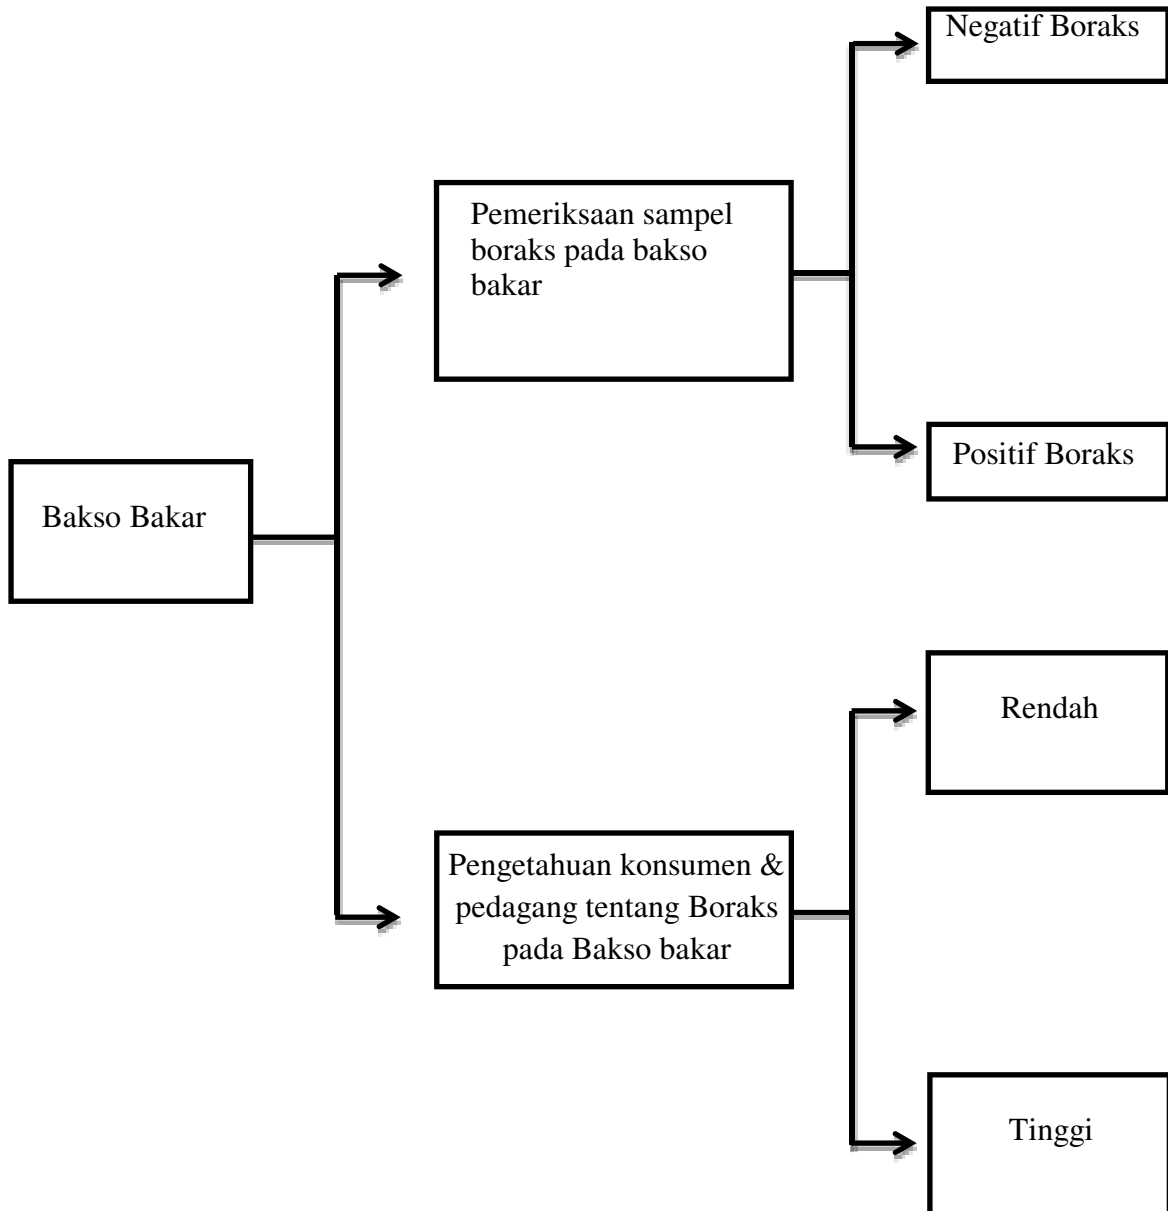 Negatif Boraks
Pemeriksaan sampel
boraks pada bakso
bakar
Positif Boraks
Bakso Bakar
Rendah
Pengetahuan konsumen &
pedagang tentang Boraks
pada Bakso bakar
Tinggi